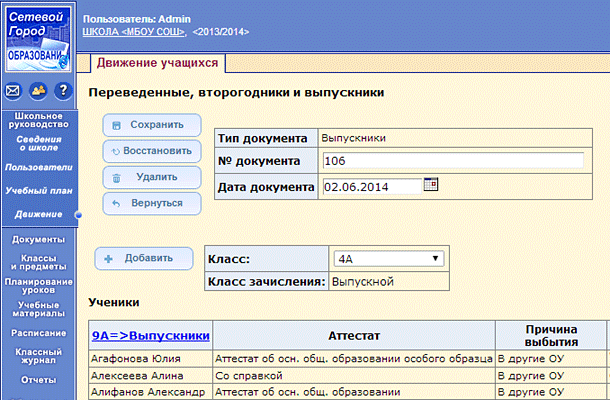 Сетевой
Город
ОБРАЗОВАНИ
Пользователь: Admin
ШКОЛА <МБОУ СОШ>, <2013/2014>
Движение учащихся
?
Школьное
руководство
Сведения
о школе
Пользователи
Учебный план
Движение
Документы
Классы
и предметы
Планирование
уроков
Учебные
материалы
Расписание
Классный
журнал
Отчеты
Переведенные, второгодники и выпускники
Сохранить
Восстановить
Удалить
Вернуться
Тип документа Выпускники
№ документа 106
Дата документа 02.06.2014
Добавить
Класс: 4А
Класс зачисления: Выпускной
Ученики
9А=>Выпускники Аттестат Причина
выбытия
Агафонова Юлия Аттестат об осн. общ. образовании особого образца В другие ОУ
Алексеева Алина Со справкой В другие ОУ
Алифанов Александр Аттестат об осн. общ. образовании В другие ОУ